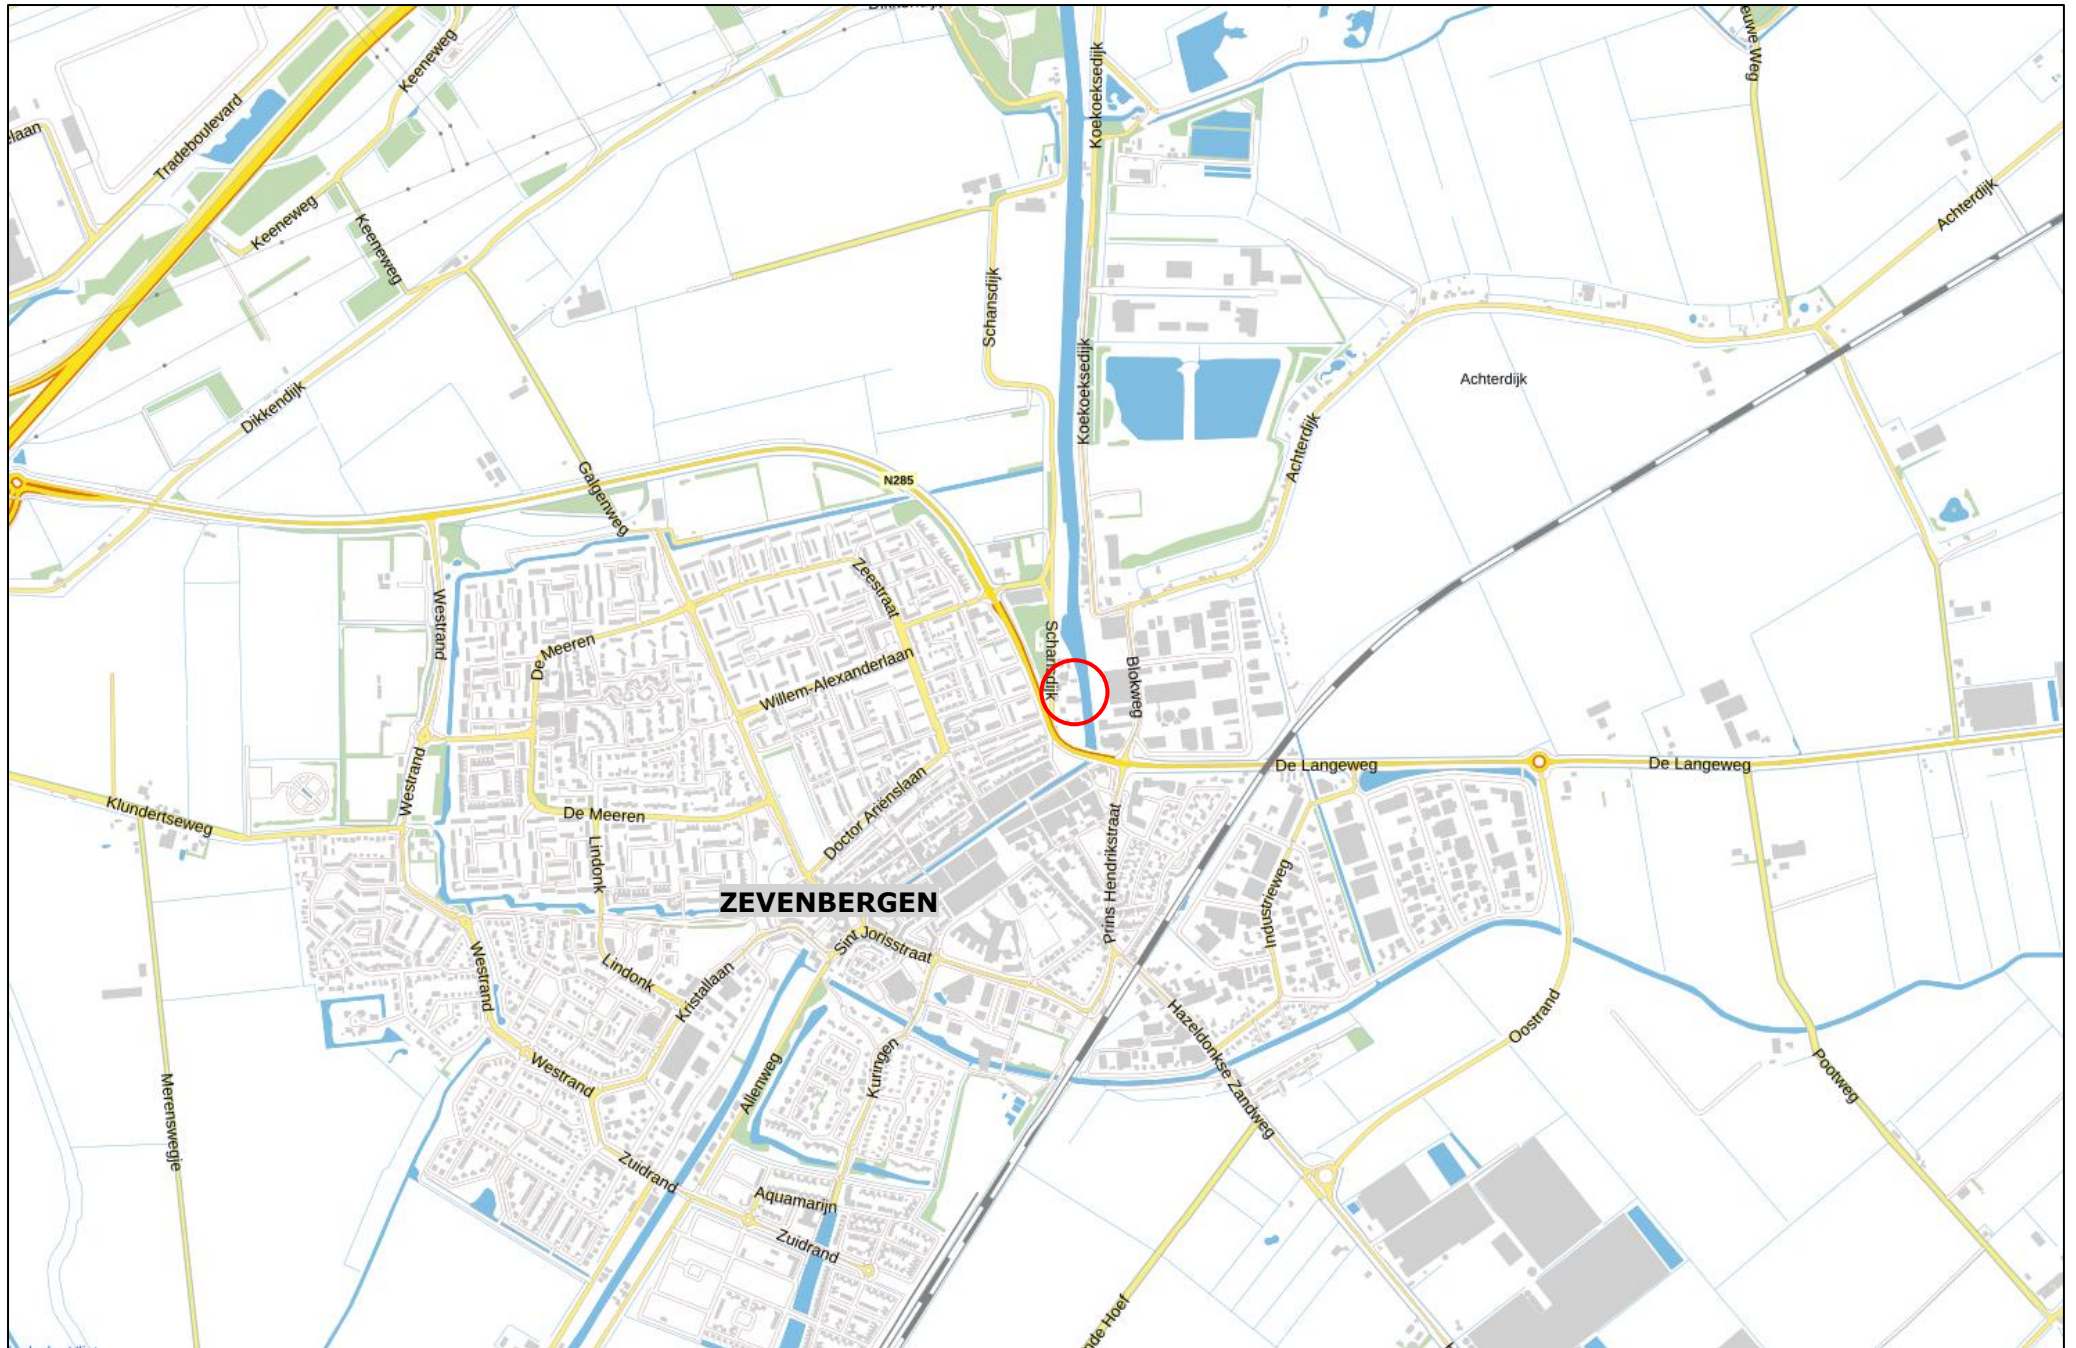 Keeneweg
Koekoeksedijk
Tradeboulevard
Achterdijk
Keeneweg
Keeneweg
Schansdijk
Koekoeksedijk
Achterdijk
Dikkendijk
Achterdijk
N285
Galgenweg
Zeestraat
Westrand
De Meeren
Willem-Alexanderlaan
Schansdijk
Blokweg
De Langeweg
De Langeweg
Westrand
Klundertseweg
De Meeren
Doctor Ariënslaan
Lindonk
Prins Hendrikstraat
Industrieweg
ZEVENBERGEN
Sint Jorisstraat
Westrand
Lindonk
Kristallaan
Hazeldonkse Zandweg
Oostrand
Westrand
Allenweg
Kuringen
Pootweg
Merenswegje
Zuidrand
Aquamarijn
Zuidrand